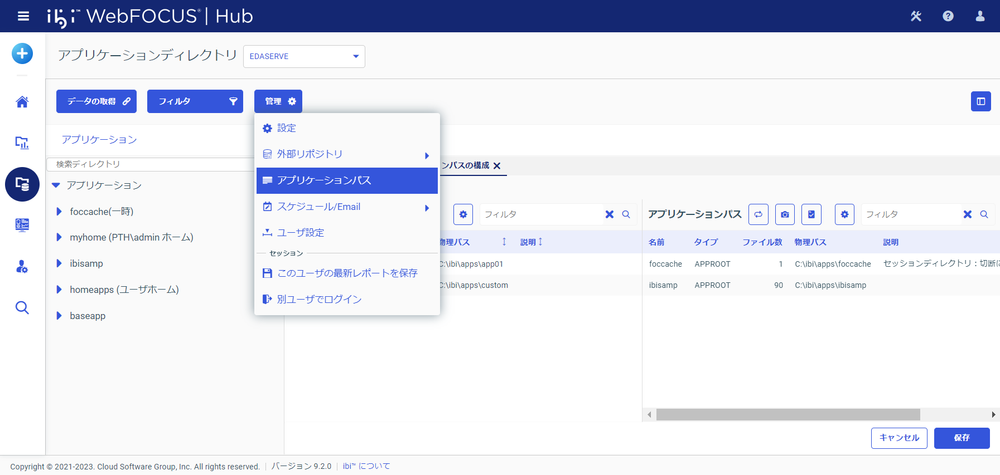 ibi™ WebFOCUS® | Hub
アプリケーションディレクトリ EDASERVE
データの取得 フィルタ 管理
設定
外部リポジトリ
アプリケーションパス
スケジュール/Email
ユーザ設定
セッション
このユーザの最新レポートを保存
別ユーザでログイン
アプリケーション
検索ディレクトリ
アプリケーション
foccache(一時)
myhome (PTH\admin ホーム)
ibisamp
homeapps (ユーザホーム)
baseapp
ンパスの構成
フィルタ
物理パス 説明
C:\ibi\apps\app01
C:\ibi\apps\custom
アプリケーションパス フィルタ
名前 タイプ ファイル数 物理パス 説明
foccache APPROOT 1 C:\ibi\apps\foccache セッションディレクトリ：切断に
ibisamp APPROOT 90 C:\ibi\apps\ibisamp
キャンセル 保存
Copyright © 2021-2023. Cloud Software Group, Inc. All rights reserved. | バージョン 9.2.0 | ibi™ について